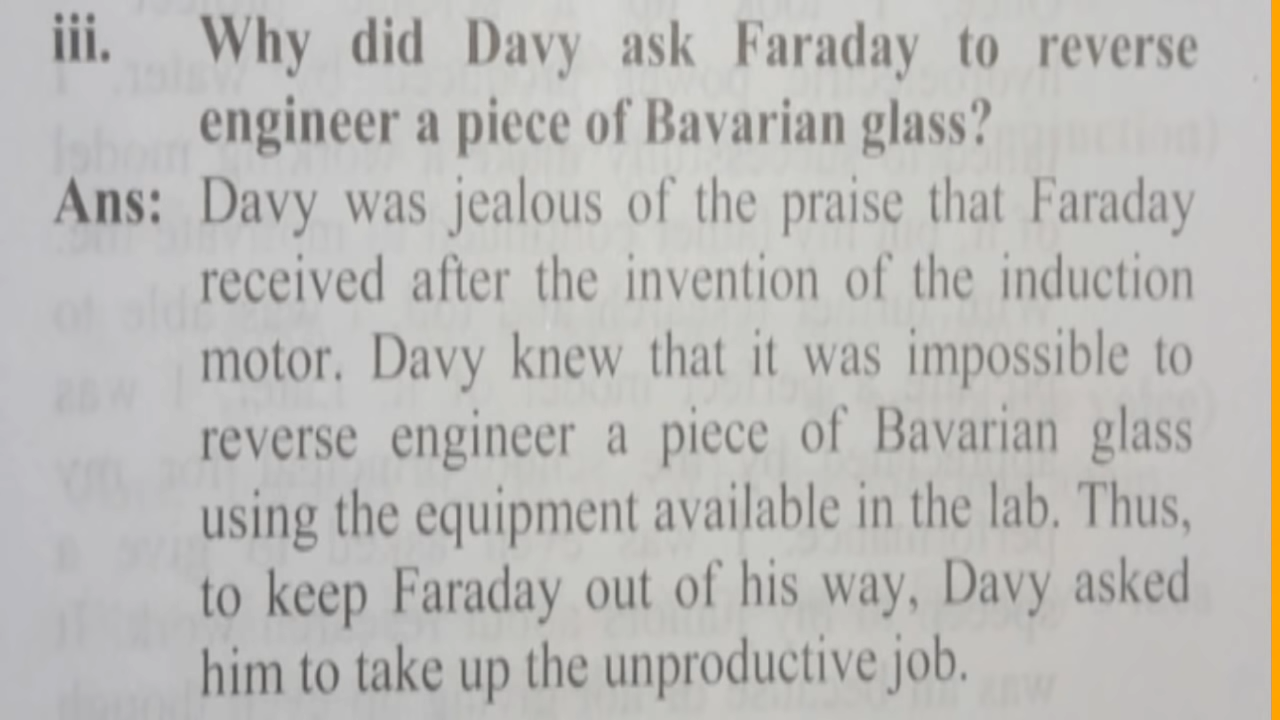 iii. Why did Davy ask Faraday to reverse
engineer a piece of Bavarian glass?
Ans: Davy was jealous of the praise that Faraday
received after the invention of the induction
motor. Davy knew that it was impossible to
reverse engineer a piece of Bavarian glass
using the equipment available in the lab. Thus,
to keep Faraday out of his way, Davy asked
him to take up the unproductive job.